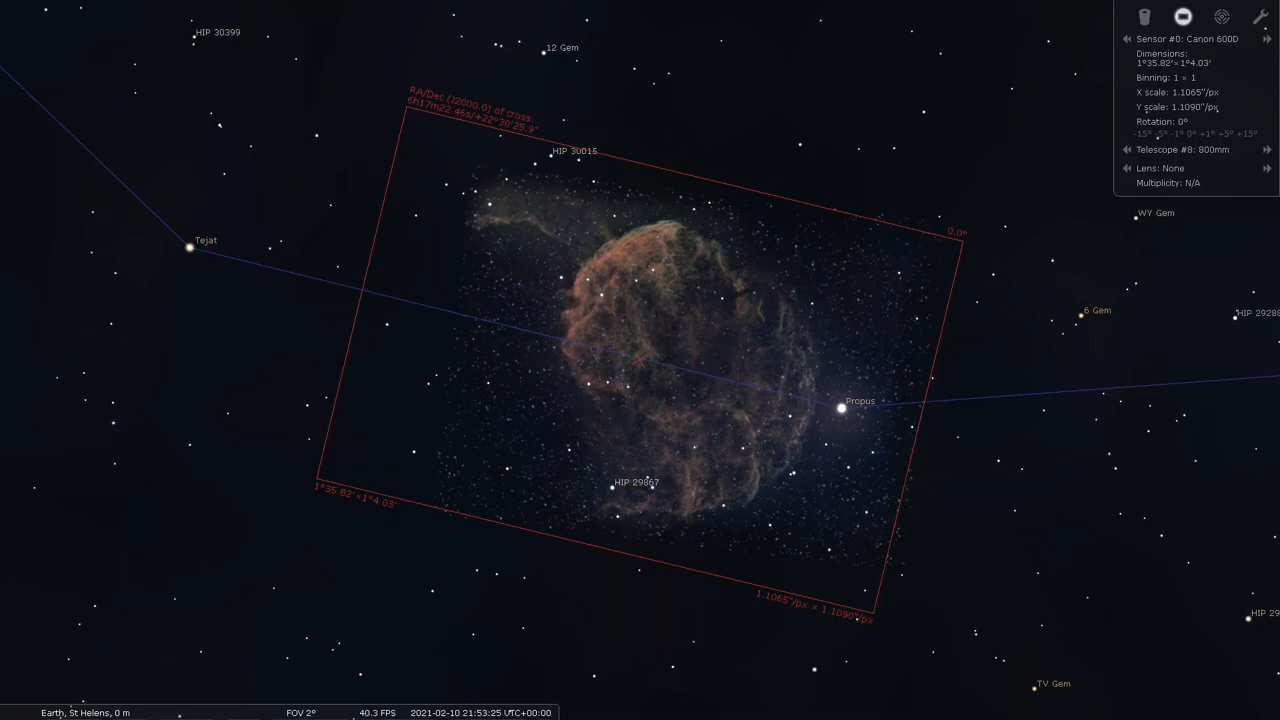 HIP 30399
12 Gem
Sensor #0: Canon 600D
Dimensions:
1°35.82'×1°4.03'
Binning: 1 × 1
X scale: 1.1065"/px
Y scale: 1.1090"/px
Rotation: 0°
-15° -5° -1° 0° +1° +5° +15°
Telescope #8: 800mm
Lens: None
Multiplicity: N/A
RA/Dec (J2000.0) of cross:
6h17m22.46s/+22°30'25.9"
HIP 30015
WY Gem
0.0°
Tejat
6 Gem
Propus
HIP 29867
1°35.82'×1°4.03'
1.1065"/px × 1.1090"/px
TV Gem
Earth, St Helens, 0 m
FOV 2°
40.3 FPS
2021-02-10 21:53:25 UTC+00:00